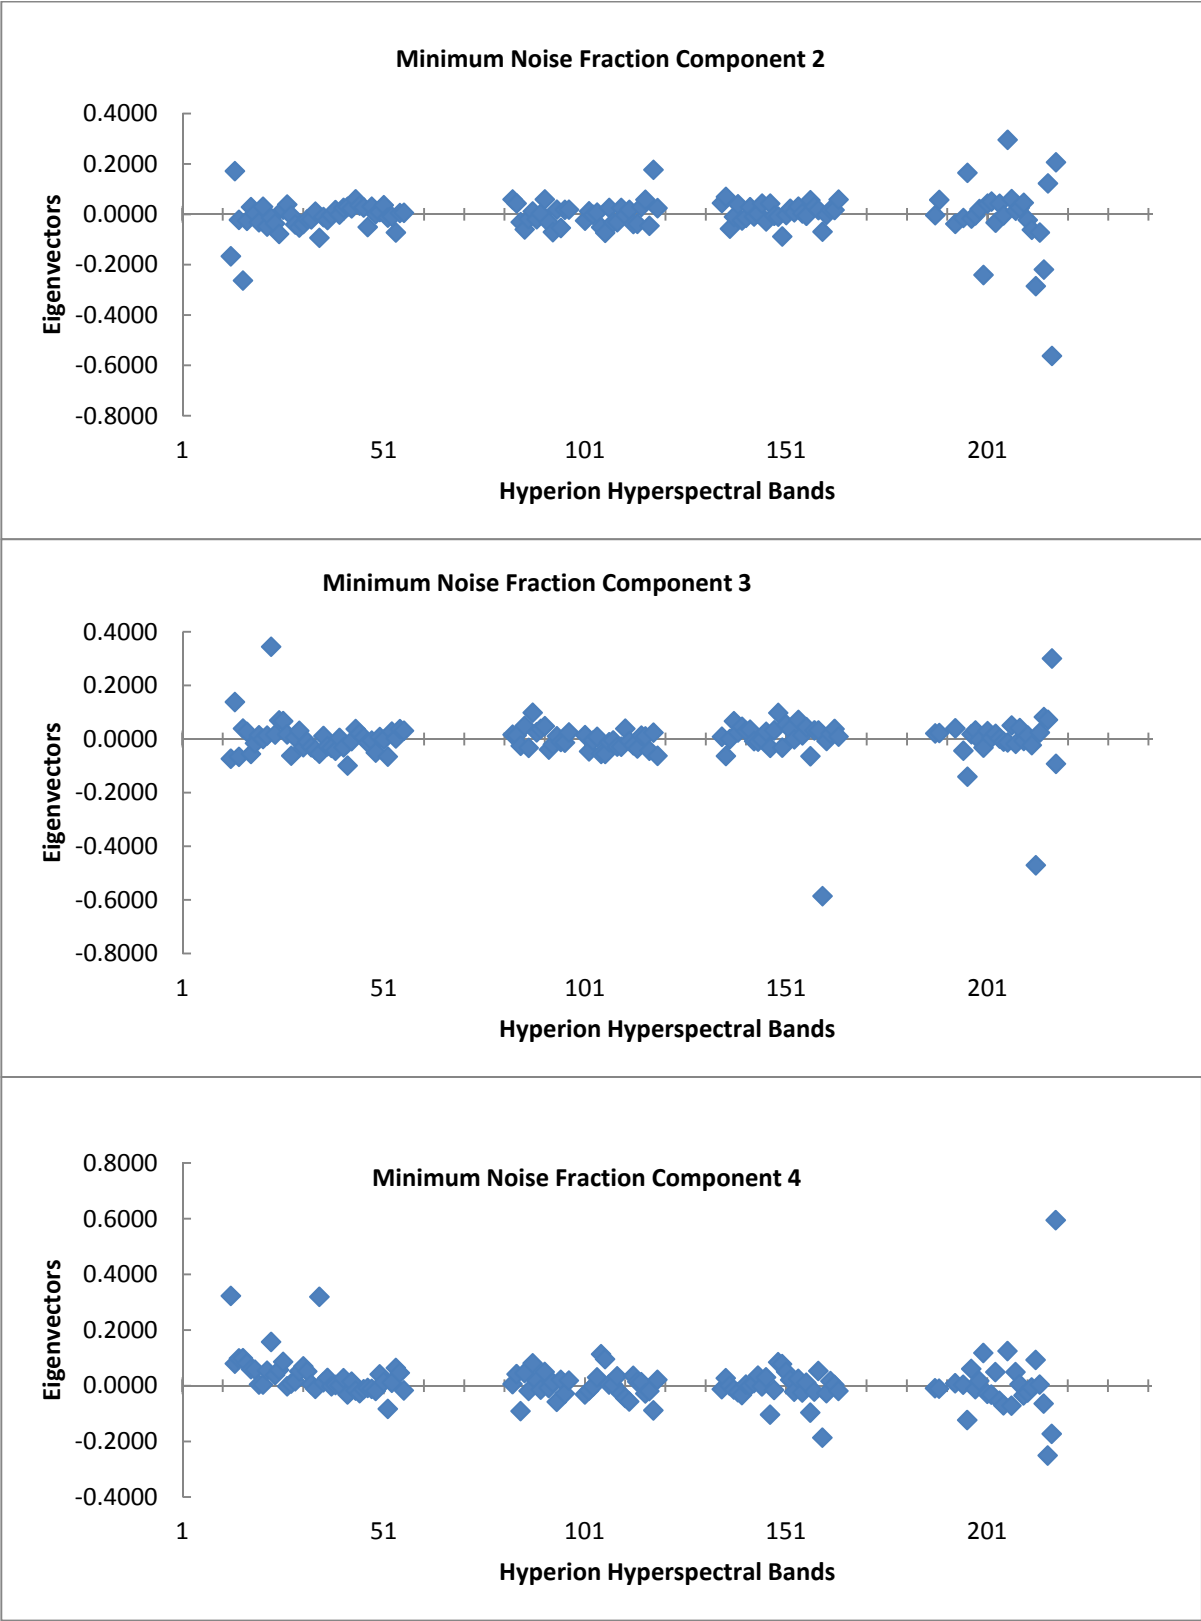 Minimum Noise Fraction Component 2
0.4000
0.2000
0.0000
-0.2000
-0.4000
-0.6000
-0.8000
Eigenvectors
1 51 101 151 201
Hyperion Hyperspectral Bands
Minimum Noise Fraction Component 3
0.4000
0.2000
0.0000
-0.2000
-0.4000
-0.6000
-0.8000
Eigenvectors
1 51 101 151 201
Hyperion Hyperspectral Bands
Minimum Noise Fraction Component 4
0.8000
0.6000
0.4000
0.2000
0.0000
-0.2000
-0.4000
Eigenvectors
1 51 101 151 201
Hyperion Hyperspectral Bands